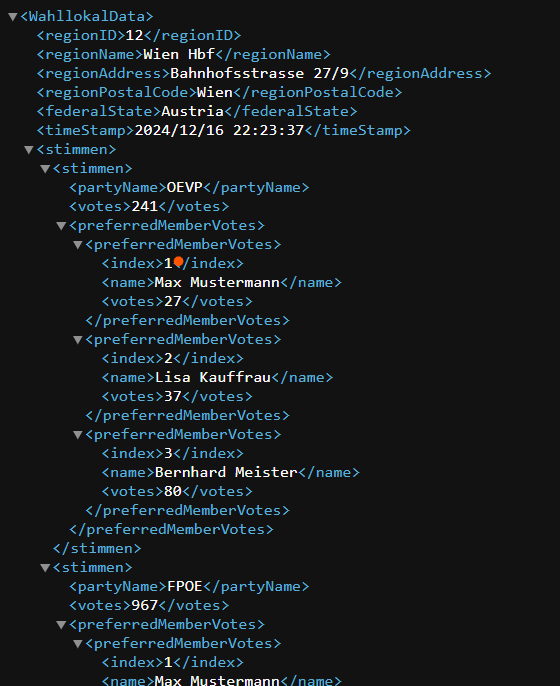 <WahllokalData>
<regionID>12</regionID>
<regionName>Wien Hbf</regionName>
<regionAddress>Bahnhofsstrasse 27/9</regionAddress>
<regionPostalCode>Wien</regionPostalCode>
<federalState>Austria</federalState>
<timeStamp>2024/12/16 22:23:37</timeStamp>
<stimmen>
<stimmen>
<partyName>OEVP</partyName>
<votes>241</votes>
<preferredMemberVotes>
<preferredMemberVotes>
<index>1</index>
<name>Max Mustermann</name>
<votes>27</votes>
</preferredMemberVotes>
<preferredMemberVotes>
<index>2</index>
<name>Lisa Kauffrau</name>
<votes>37</votes>
</preferredMemberVotes>
<preferredMemberVotes>
<index>3</index>
<name>Bernhard Meister</name>
<votes>80</votes>
</preferredMemberVotes>
</preferredMemberVotes>
</stimmen>
<stimmen>
<partyName>FPOE</partyName>
<votes>967</votes>
<preferredMemberVotes>
<preferredMemberVotes>
<index>1</index>
<name>Max Mustermann</name>